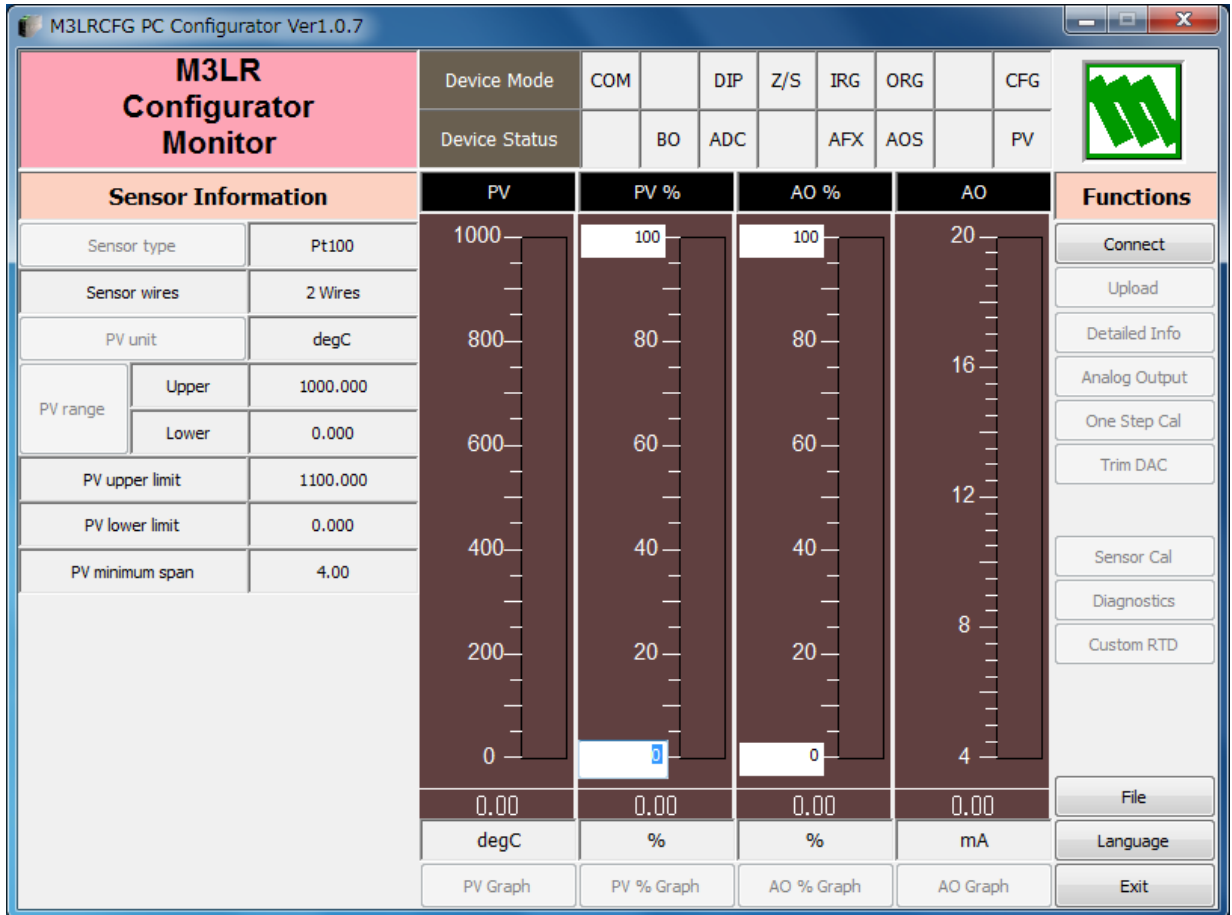 M3LRCFG PC Configurator Ver1.0.7
M3LR
Configurator
Monitor
Device Mode COM DIP Z/S IRG ORG CFG
Device Status BO ADC AFX AOS PV
Sensor Information
Sensor type Pt100
Sensor wires 2 Wires
PV unit degC
PV range Upper 1000.000
Lower 0.000
PV upper limit 1100.000
PV lower limit 0.000
PV minimum span 4.00
PV PV % AO % AO
1000 100 100 20
800 80 80
16
600 60 60
12
400 40 40
8
200 20 20
0 0 0 4
0.00 0.00 0.00 0.00
degC % % mA
PV Graph PV % Graph AO % Graph AO Graph
Functions
Connect
Upload
Detailed Info
Analog Output
One Step Cal
Trim DAC
Sensor Cal
Diagnostics
Custom RTD
File
Language
Exit